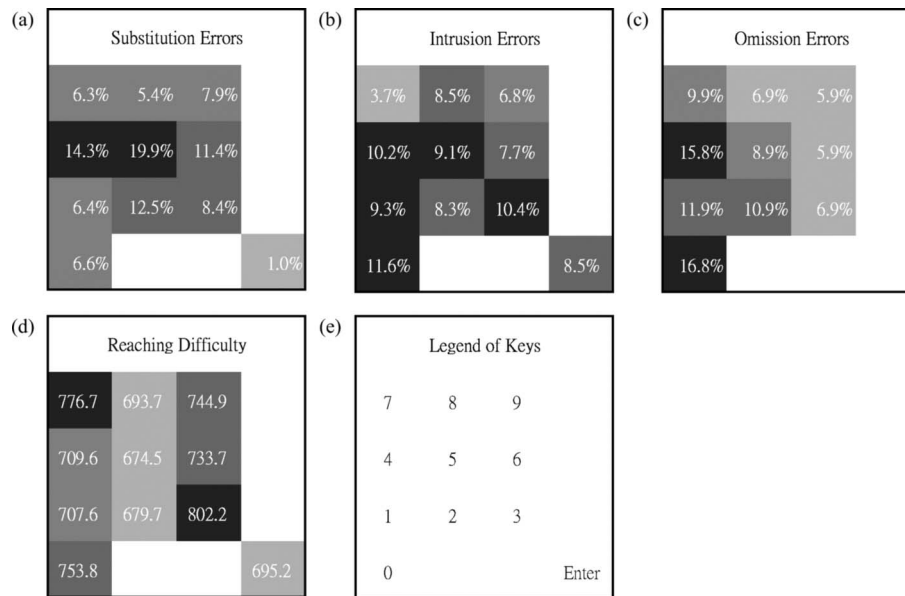 (a)
Substitution Errors
6.3% 5.4% 7.9%
14.3% 19.9% 11.4%
6.4% 12.5% 8.4%
6.6% 1.0%
(b)
Intrusion Errors
3.7% 8.5% 6.8%
10.2% 9.1% 7.7%
9.3% 8.3% 10.4%
11.6% 8.5%
(c)
Omission Errors
9.9% 6.9% 5.9%
15.8% 8.9% 5.9%
11.9% 10.9% 6.9%
16.8%
(d)
Reaching Difficulty
776.7 693.7 744.9
709.6 674.5 733.7
707.6 679.7 802.2
753.8 695.2
(e)
Legend of Keys
7 8 9
4 5 6
1 2 3
0 Enter